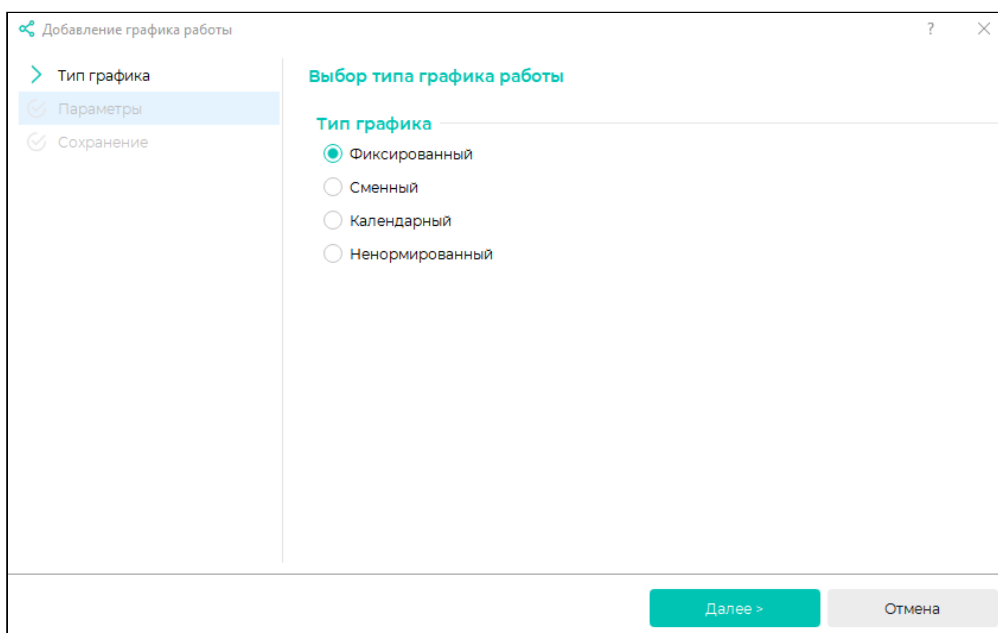 Добавление графика работы
?
Тип графика
Параметры
Сохранение
Выбор типа графика работы
Тип графика
Фиксированный
Сменный
Календарный
Ненормированный
Далее >
Отмена